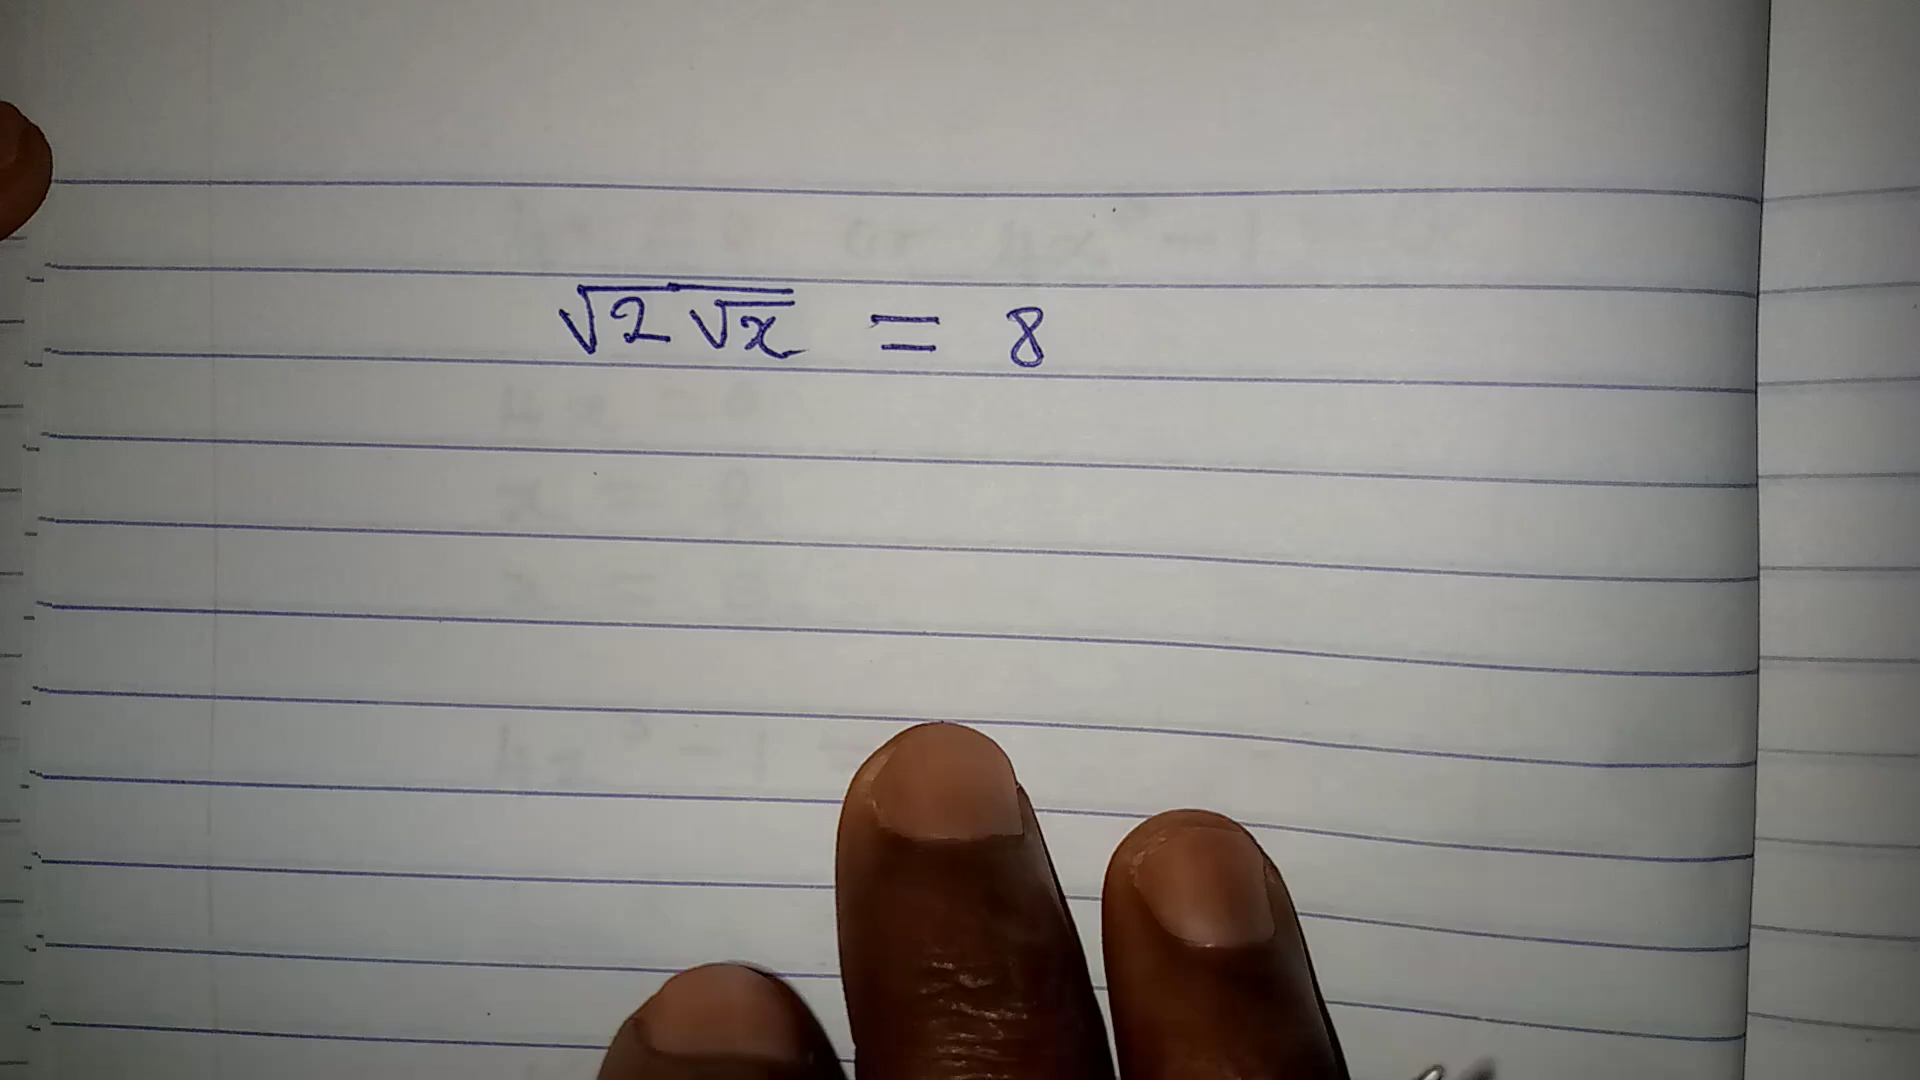 √(2√x) = 8